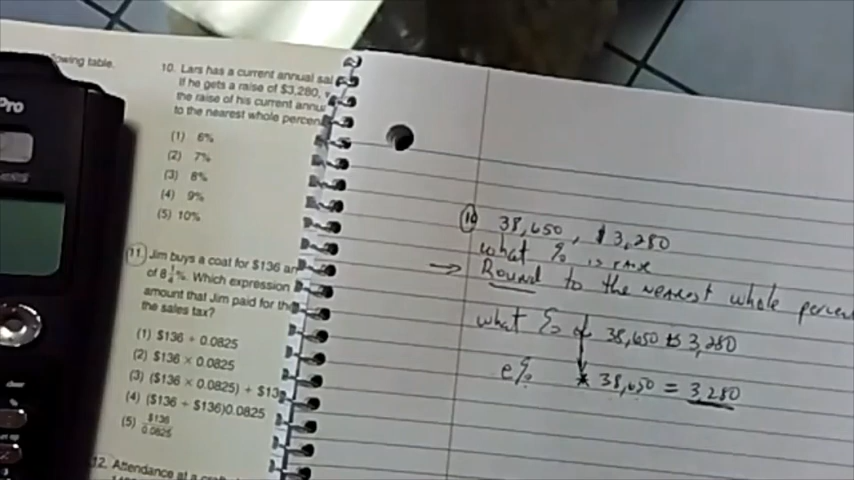 owing table.
10. Lars has a current annual sal
If he gets a raise of $3,280,
the raise of his current annu
to the nearest whole percen
(1) 6%
(2) 7%
(3) 8%
(4) 9%
(5) 10%
11. Jim buys a coat for $136 an
of 8 1/4%. Which expression
amount that Jim paid for the
the sales tax?
(1) $136 + 0.0825
(2) $136 × 0.0825
(3) ($136 × 0.0825) + $13
(4) ($136 + $136)0.0825
(5) $136/0.0825
12. Attendance at a
Pro
clear
%
10 38,650, $3,280
what % is raise
→ Round to the nearest whole percen
what % of 38,650 is 3,280
e% * 38,650 = 3,280